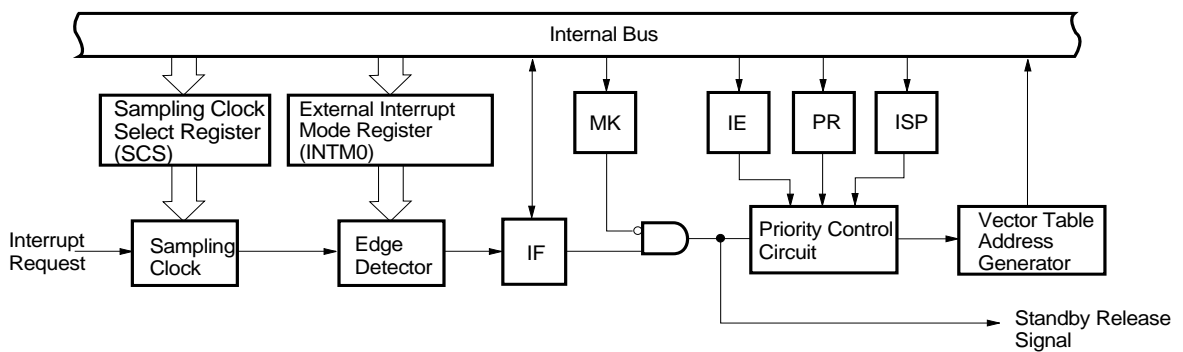 Internal Bus
Sampling Clock
Select Register
(SCS)
External Interrupt
Mode Register
(INTM0)
MK
IE
PR
ISP
Interrupt
Request
Sampling
Clock
Edge
Detector
IF
Priority Control
Circuit
Vector Table
Address
Generator
Standby Release
Signal